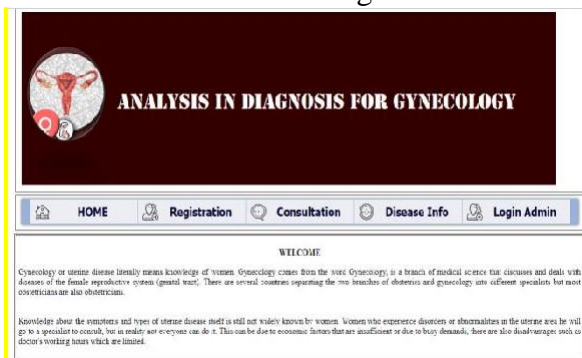 ANALYSIS IN DIAGNOSIS FOR GYNECOLOGY
HOME Registration Consultation Disease Info Login Admin
WELCOME
Gynecology or uterine disease literally means knowledge of women. Gynecology comes from the word Gynecology, is a branch of medical science that discusses and deals with
diseases of the female reproductive system (genital tract). There are several countries separating the two branches of obstetrics and gynecology into different specialists but most
obstetricians are also obstetricians.
Knowledge about the symptoms and types of uterine disease itself is still not widely known by women. Women who experience disorders or abnormalities in the uterine area he will
go to a specialist to consult, but in reality not everyone can do it. This can be due to economic factors that are insufficient or due to busy demands, there are also disadvantages such as
doctor's working hours which are limited.